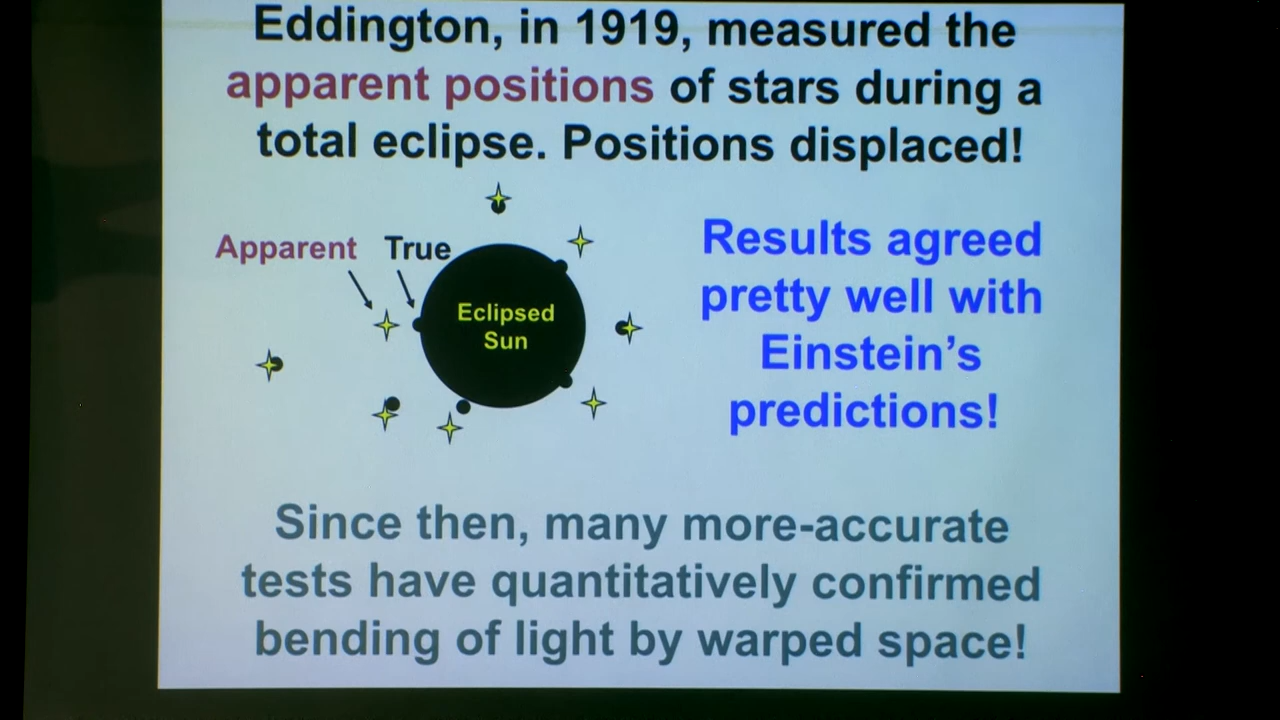 Eddington, in 1919, measured the
apparent positions of stars during a
total eclipse. Positions displaced!
Apparent True
Eclipsed
Sun
Results agreed
pretty well with
Einstein’s
predictions!
Since then, many more-accurate
tests have quantitatively confirmed
bending of light by warped space!